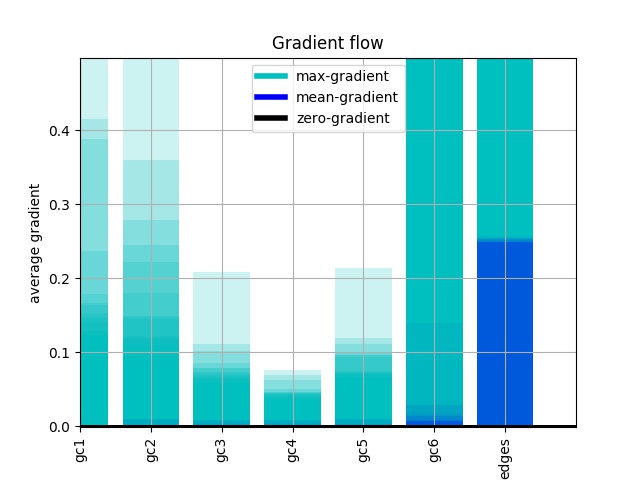 Gradient flow
max-gradient
mean-gradient
zero-gradient
average gradient
0.4
0.3
0.2
0.1
0.0
gc1
gc2
gc3
gc4
gc5
gc6
edges